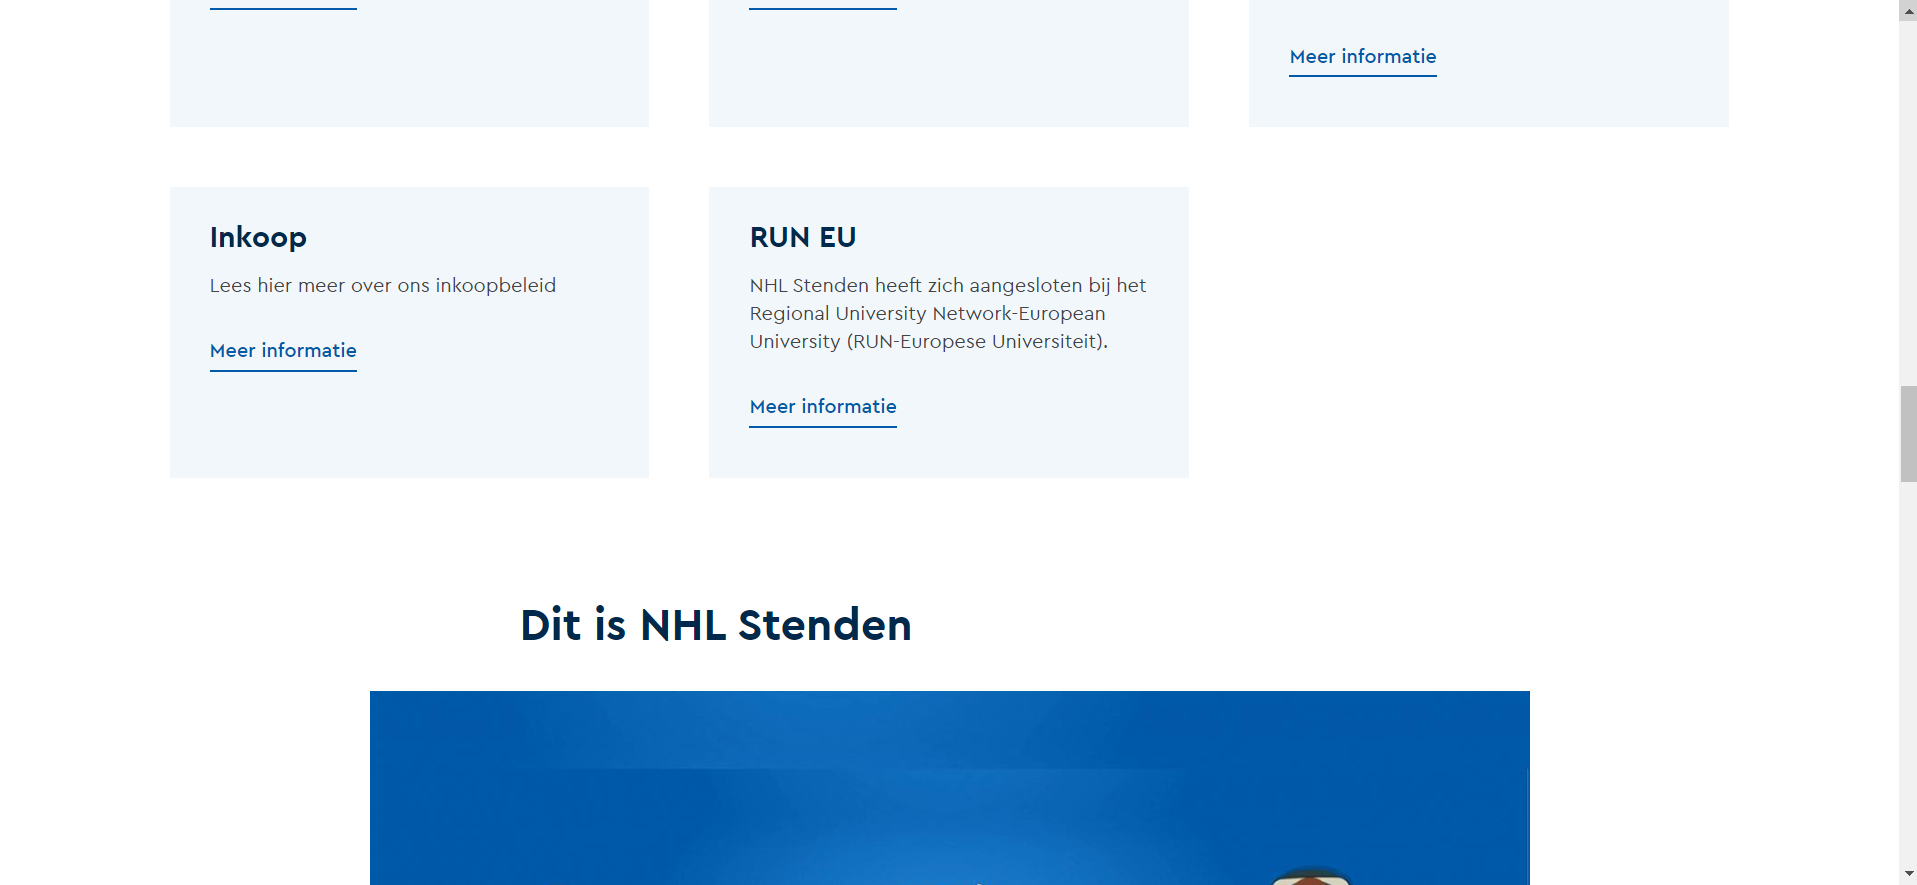 Meer informatie
Inkoop
Lees hier meer over ons inkoopbeleid
Meer informatie
RUN EU
NHL Stenden heeft zich aangesloten bij het
Regional University Network-European
University (RUN-Europese Universiteit).
Meer informatie
Dit is NHL Stenden